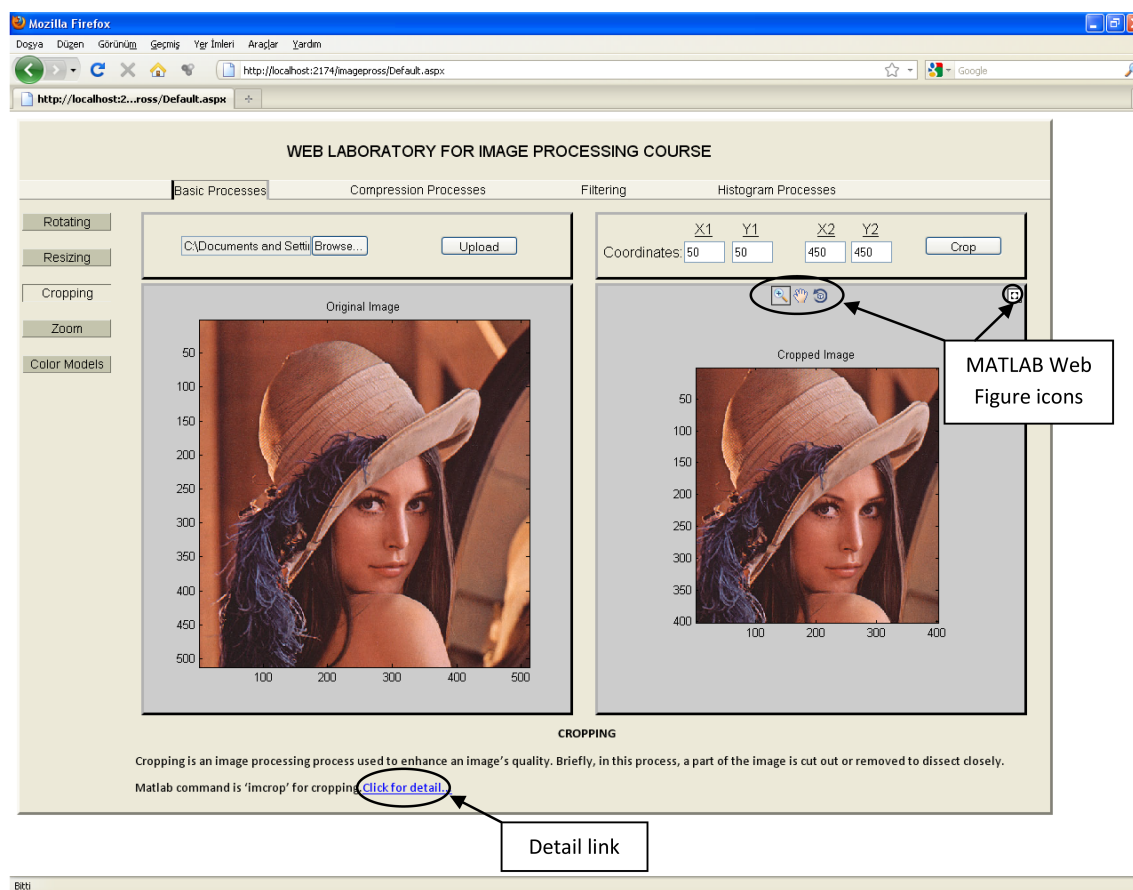 Mozilla Firefox
Dosya Düzen Görünüm Geçmiş Yer İmleri Araçlar Yardım
http://localhost:2174/imagepross/Default.aspx
Google
http://localhost:2...ross/Default.aspx
WEB LABORATORY FOR IMAGE PROCESSING COURSE
Basic Processes Compression Processes Filtering Histogram Processes
Rotating
Resizing
Cropping
Zoom
Color Models
C:\Documents and Settin Browse... Upload
X1 Y1 X2 Y2
Coordinates: 50 50 450 450 Crop
Original Image
50
100
150
200
250
300
350
400
450
500
100 200 300 400 500
Cropped Image
50
100
150
200
250
300
350
400
100 200 300 400
MATLAB Web
Figure icons
CROPPING
Cropping is an image processing process used to enhance an image's quality. Briefly, in this process, a part of the image is cut out or removed to dissect closely.
Matlab command is 'imcrop' for cropping.Click for detail...
Detail link
Bitti